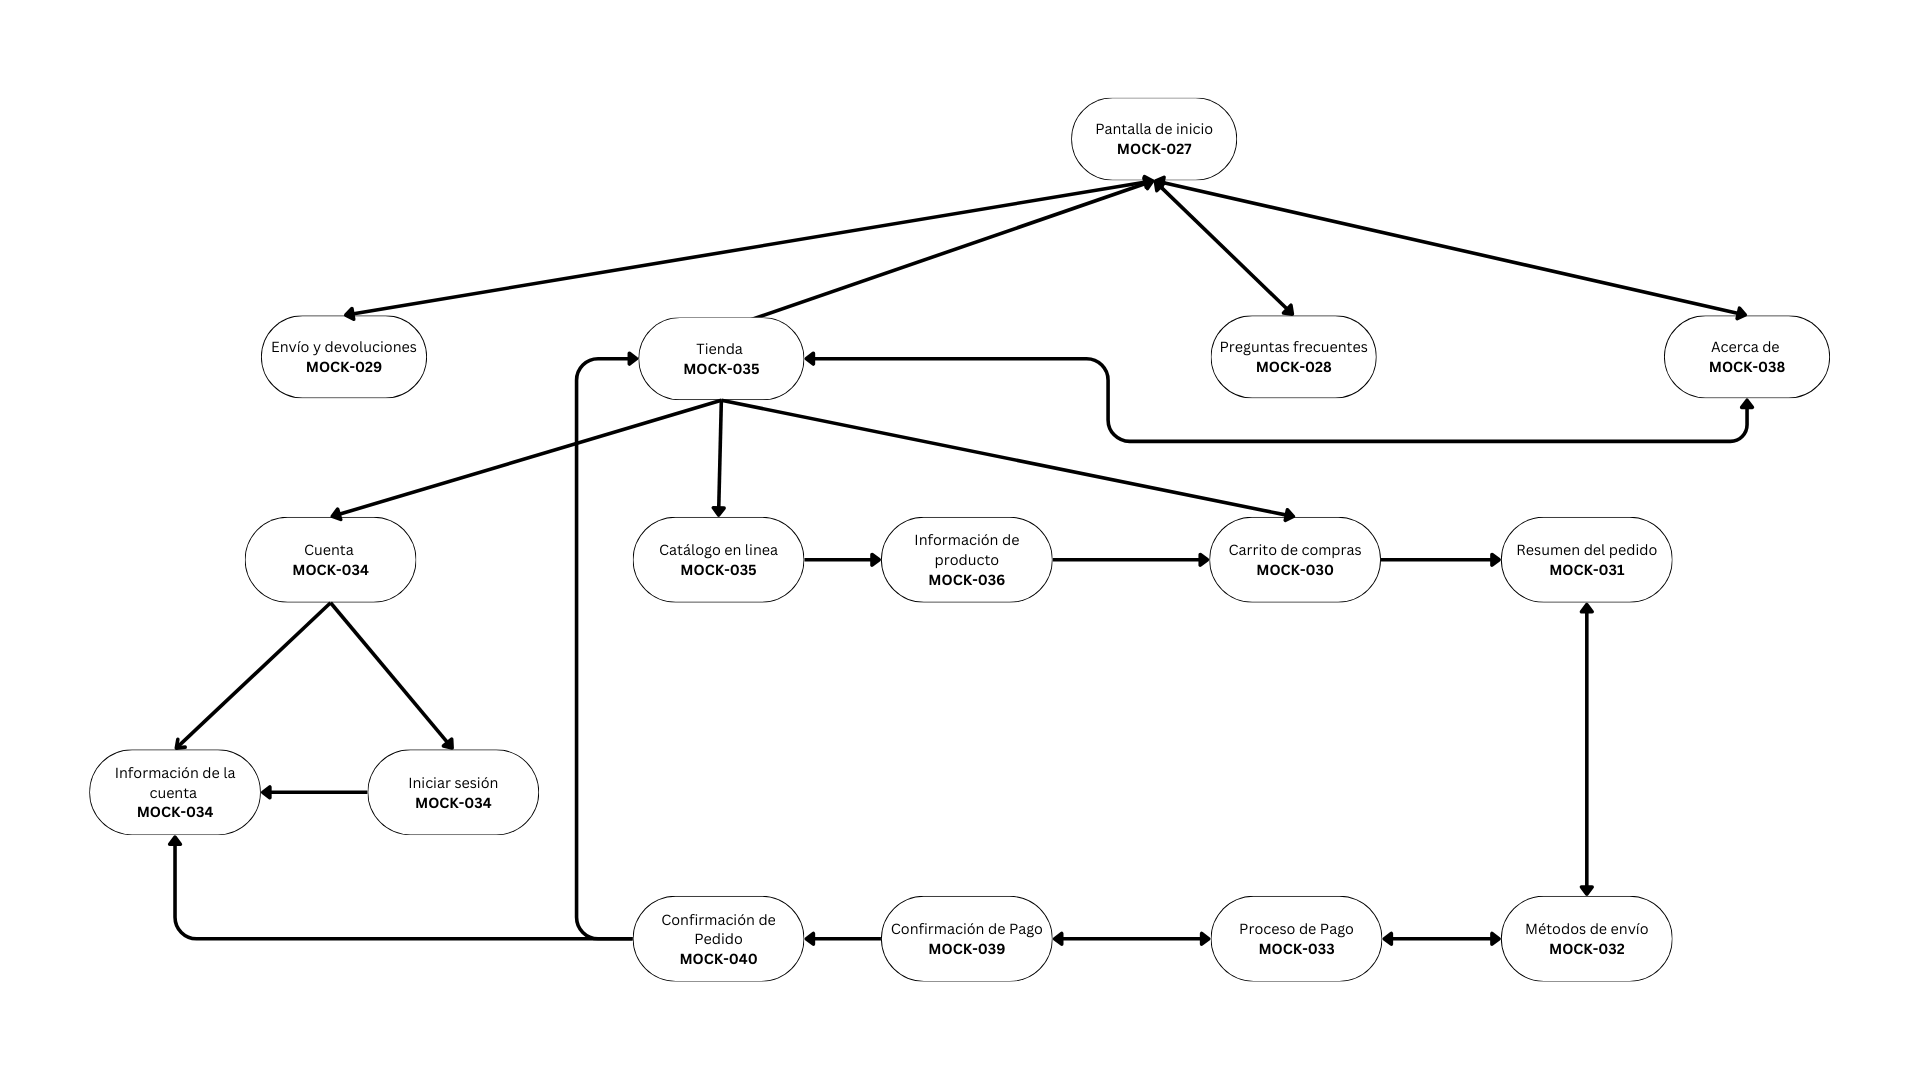 Pantalla de inicio
MOCK-027
Envío y devoluciones
MOCK-029
Tienda
MOCK-035
Preguntas frecuentes
MOCK-028
Acerca de
MOCK-038
Cuenta
MOCK-034
Catálogo en linea
MOCK-035
Información de
producto
MOCK-036
Carrito de compras
MOCK-030
Resumen del pedido
MOCK-031
Información de la
cuenta
MOCK-034
Iniciar sesión
MOCK-034
Confirmación de
Pedido
MOCK-040
Confirmación de Pago
MOCK-039
Proceso de Pago
MOCK-033
Métodos de envío
MOCK-032